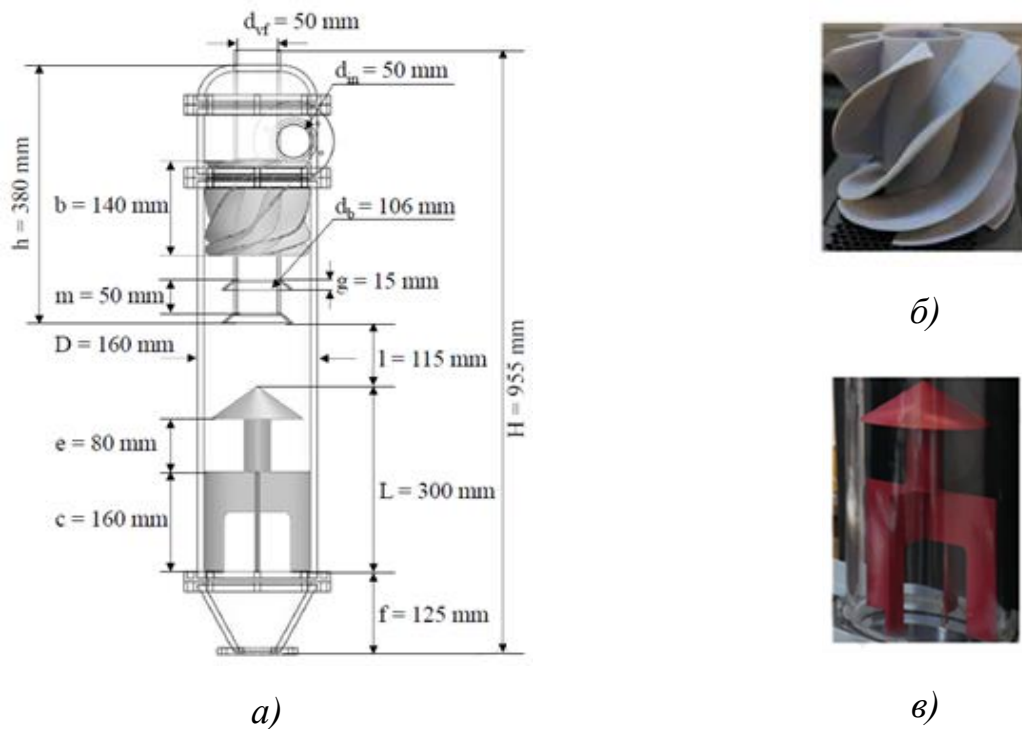 d_vf = 50 mm
d_m = 50 mm
h = 380 mm
b = 140 mm
d_b = 106 mm
g = 15 mm
m = 50 mm
D = 160 mm
l = 115 mm
H = 955 mm
e = 80 mm
L = 300 mm
c = 160 mm
f = 125 mm
а)
б)
в)